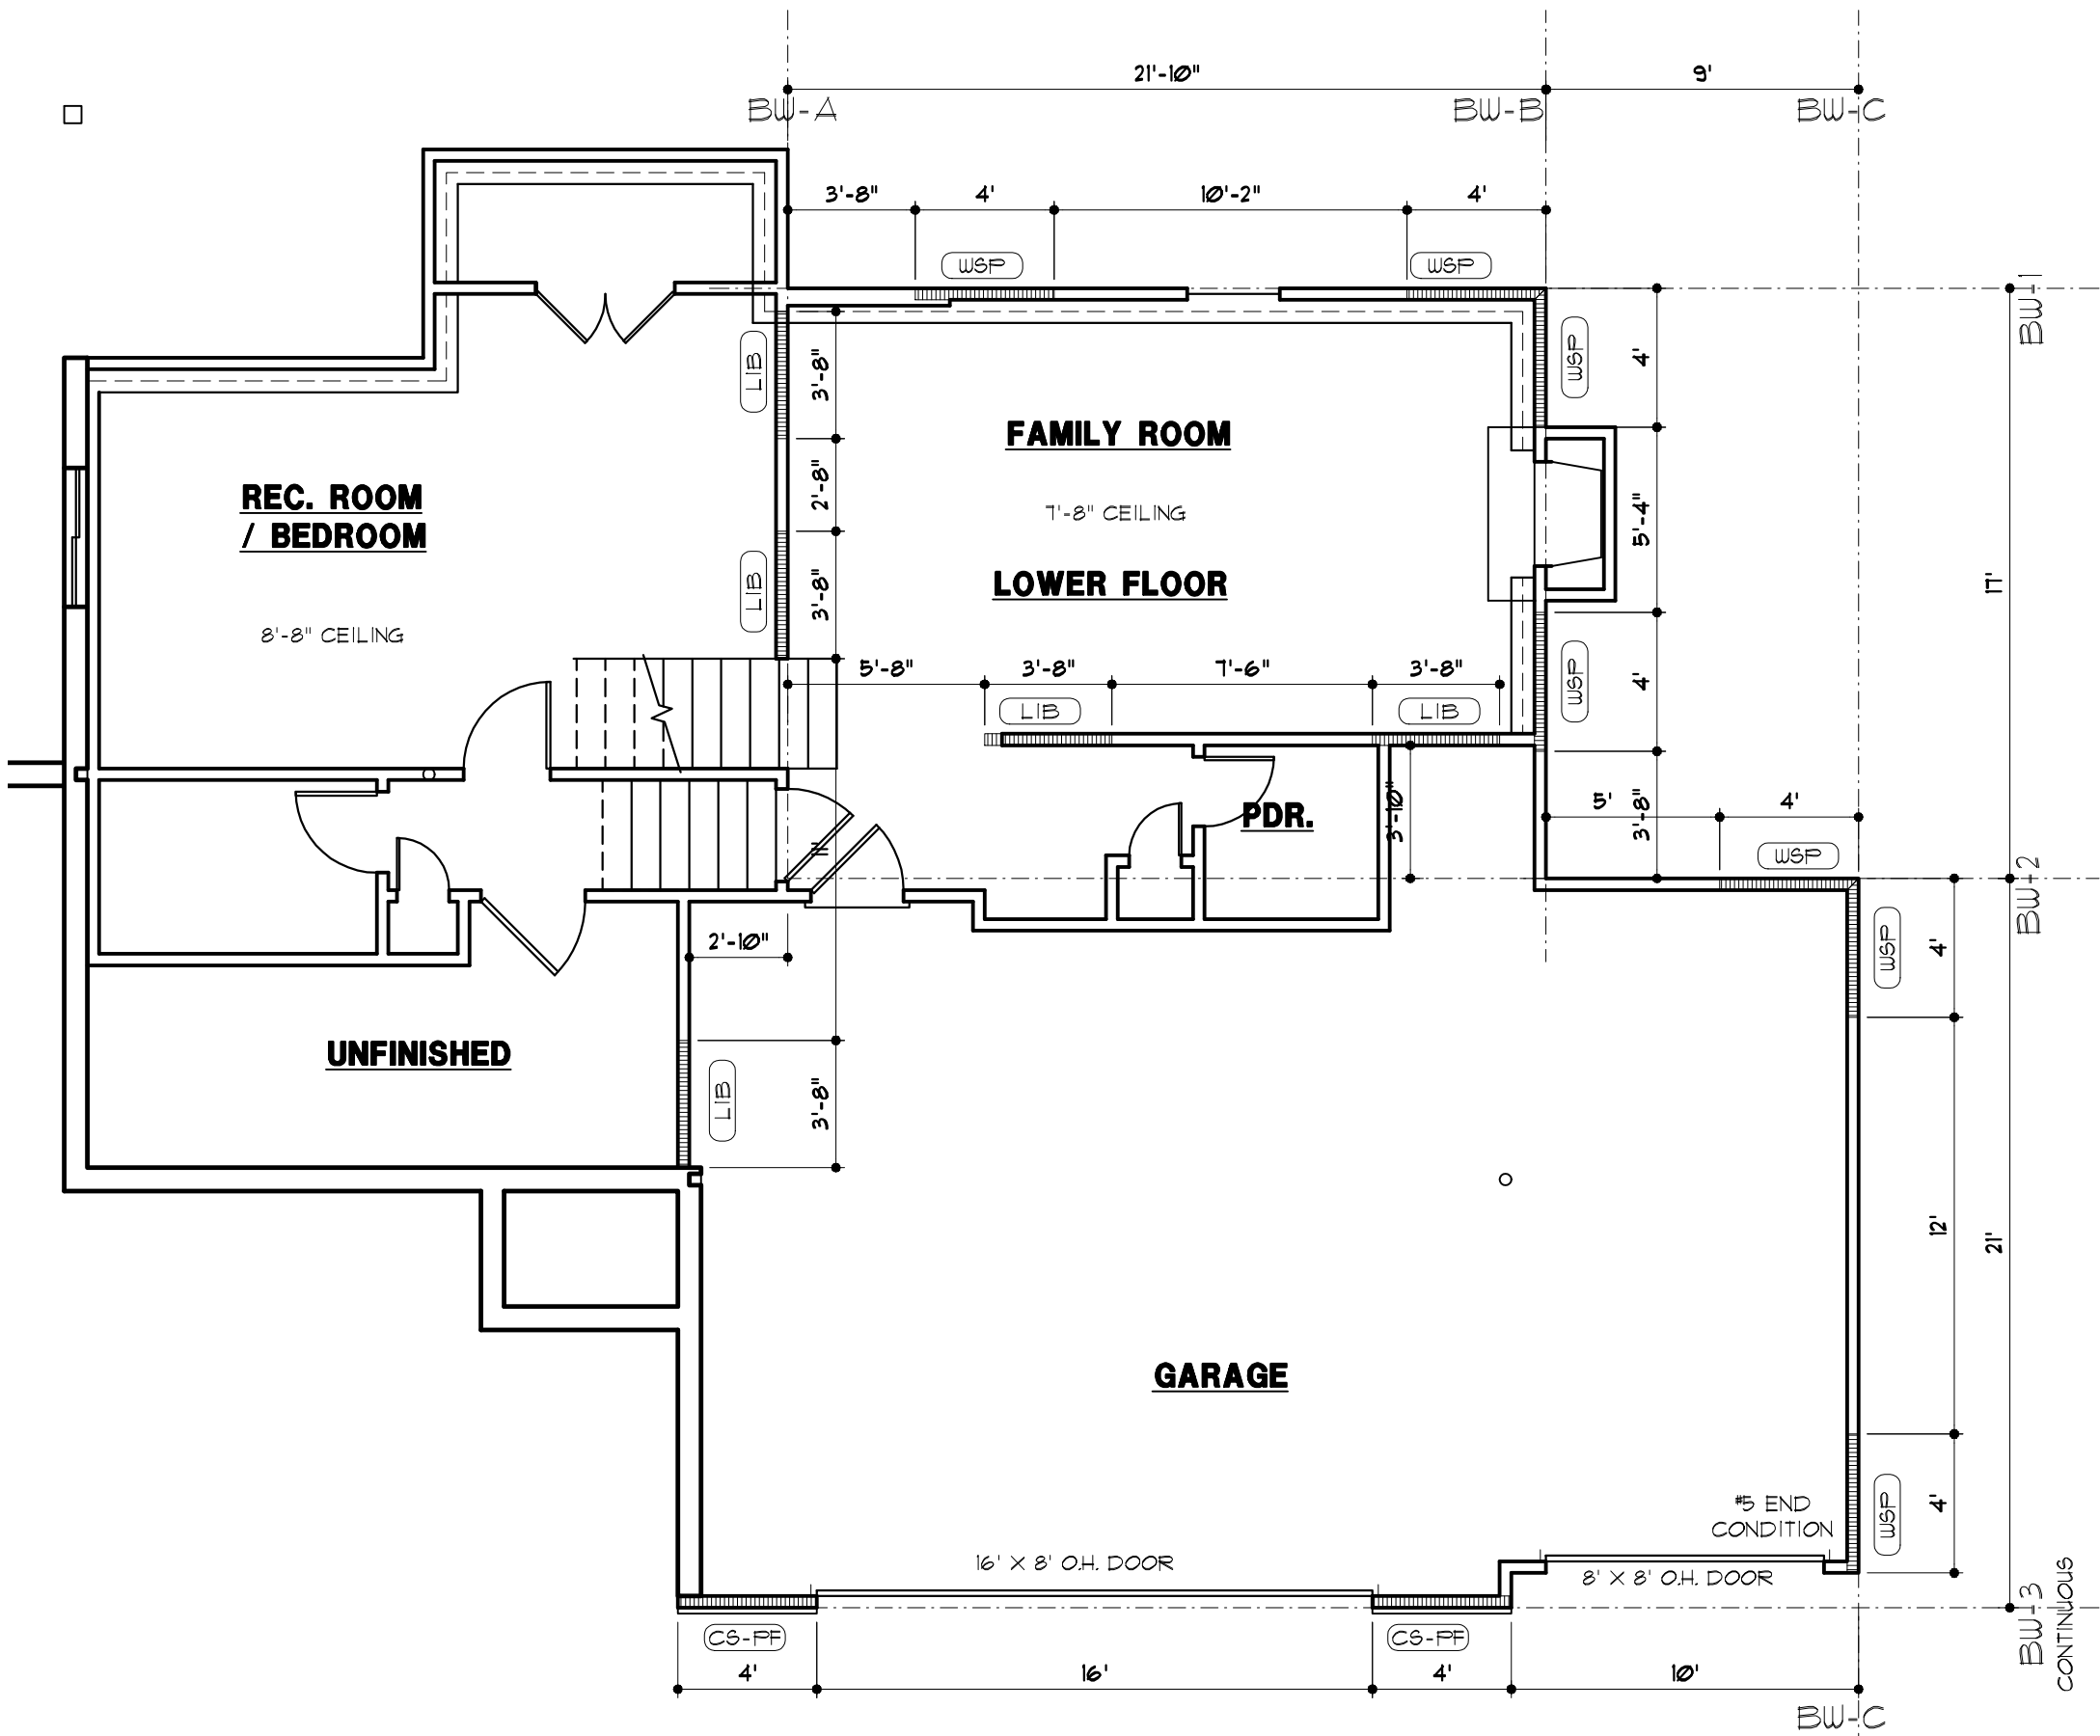 21'-10"
9'
BW-A
BW-B
BW-C
3'-8"
4'
10'-2"
4'
WSP
WSP
BW-1
LIB
3'-8"
WSP
4'
FAMILY ROOM
REC. ROOM
/ BEDROOM
2'-8"
7'-8" CEILING
5'-4"
17'
LIB
3'-8"
LOWER FLOOR
8'-8" CEILING
5'-8"
3'-8"
7'-6"
3'-8"
WSP
4'
LIB
LIB
3'-10"
PDR.
3'-8"
5'
4'
11'
WSP
BW-2
2'-10"
WSP
4'
UNFINISHED
LIB
3'-8"
12'
21'
GARAGE
#5 END
CONDITION
WSP
4'
16' X 8' O.H. DOOR
8' X 8' O.H. DOOR
BW-3
CONTINUOUS
CS-PF
CS-PF
4'
16'
4'
10'
BW-C